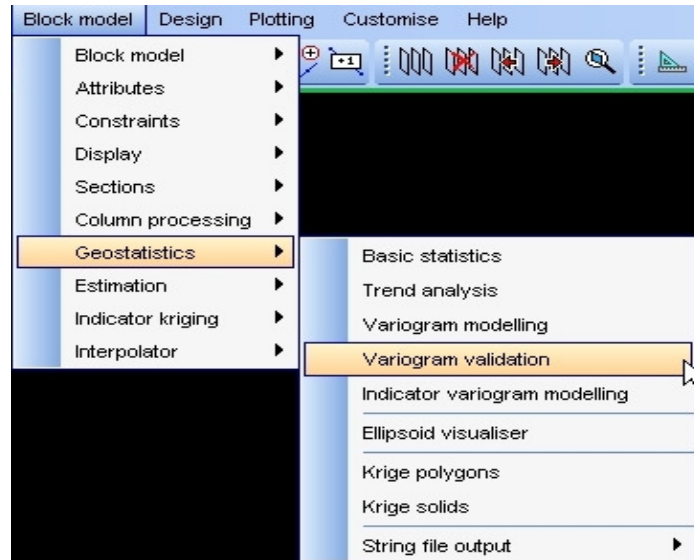 Block model Design Plotting Customise Help
Block model
Attributes
Constraints
Display
Sections
Column processing
Geostatistics
Estimation
Indicator kriging
Interpolator
Basic statistics
Trend analysis
Variogram modelling
Variogram validation
Indicator variogram modelling
Ellipsoid visualiser
Krige polygons
Krige solids
String file output